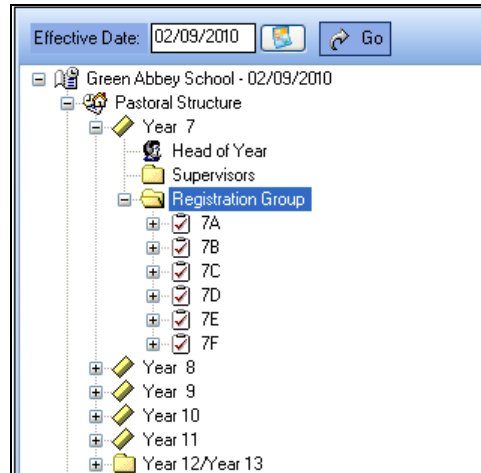 Effective Date: 02/09/2010 Go
Green Abbey School - 02/09/2010
Pastoral Structure
Year 7
Head of Year
Supervisors
Registration Group
7A
7B
7C
7D
7E
7F
Year 8
Year 9
Year 10
Year 11
Year 12/Year 13